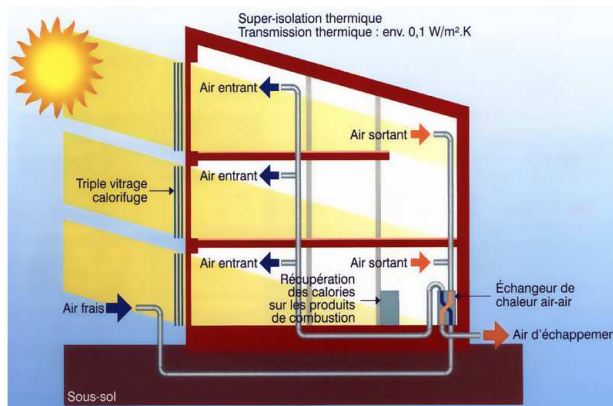 Super-isolation thermique
Transmission thermique : env. 0,1 W/m².K
Air entrant
Air sortant
Triple vitrage
calorifuge
Air entrant
Air entrant
Air sortant
Récupération
des calories
sur les produits
de combustion
Échangeur de
chaleur air-air
Air frais
Air d'échappement
Sous-sol